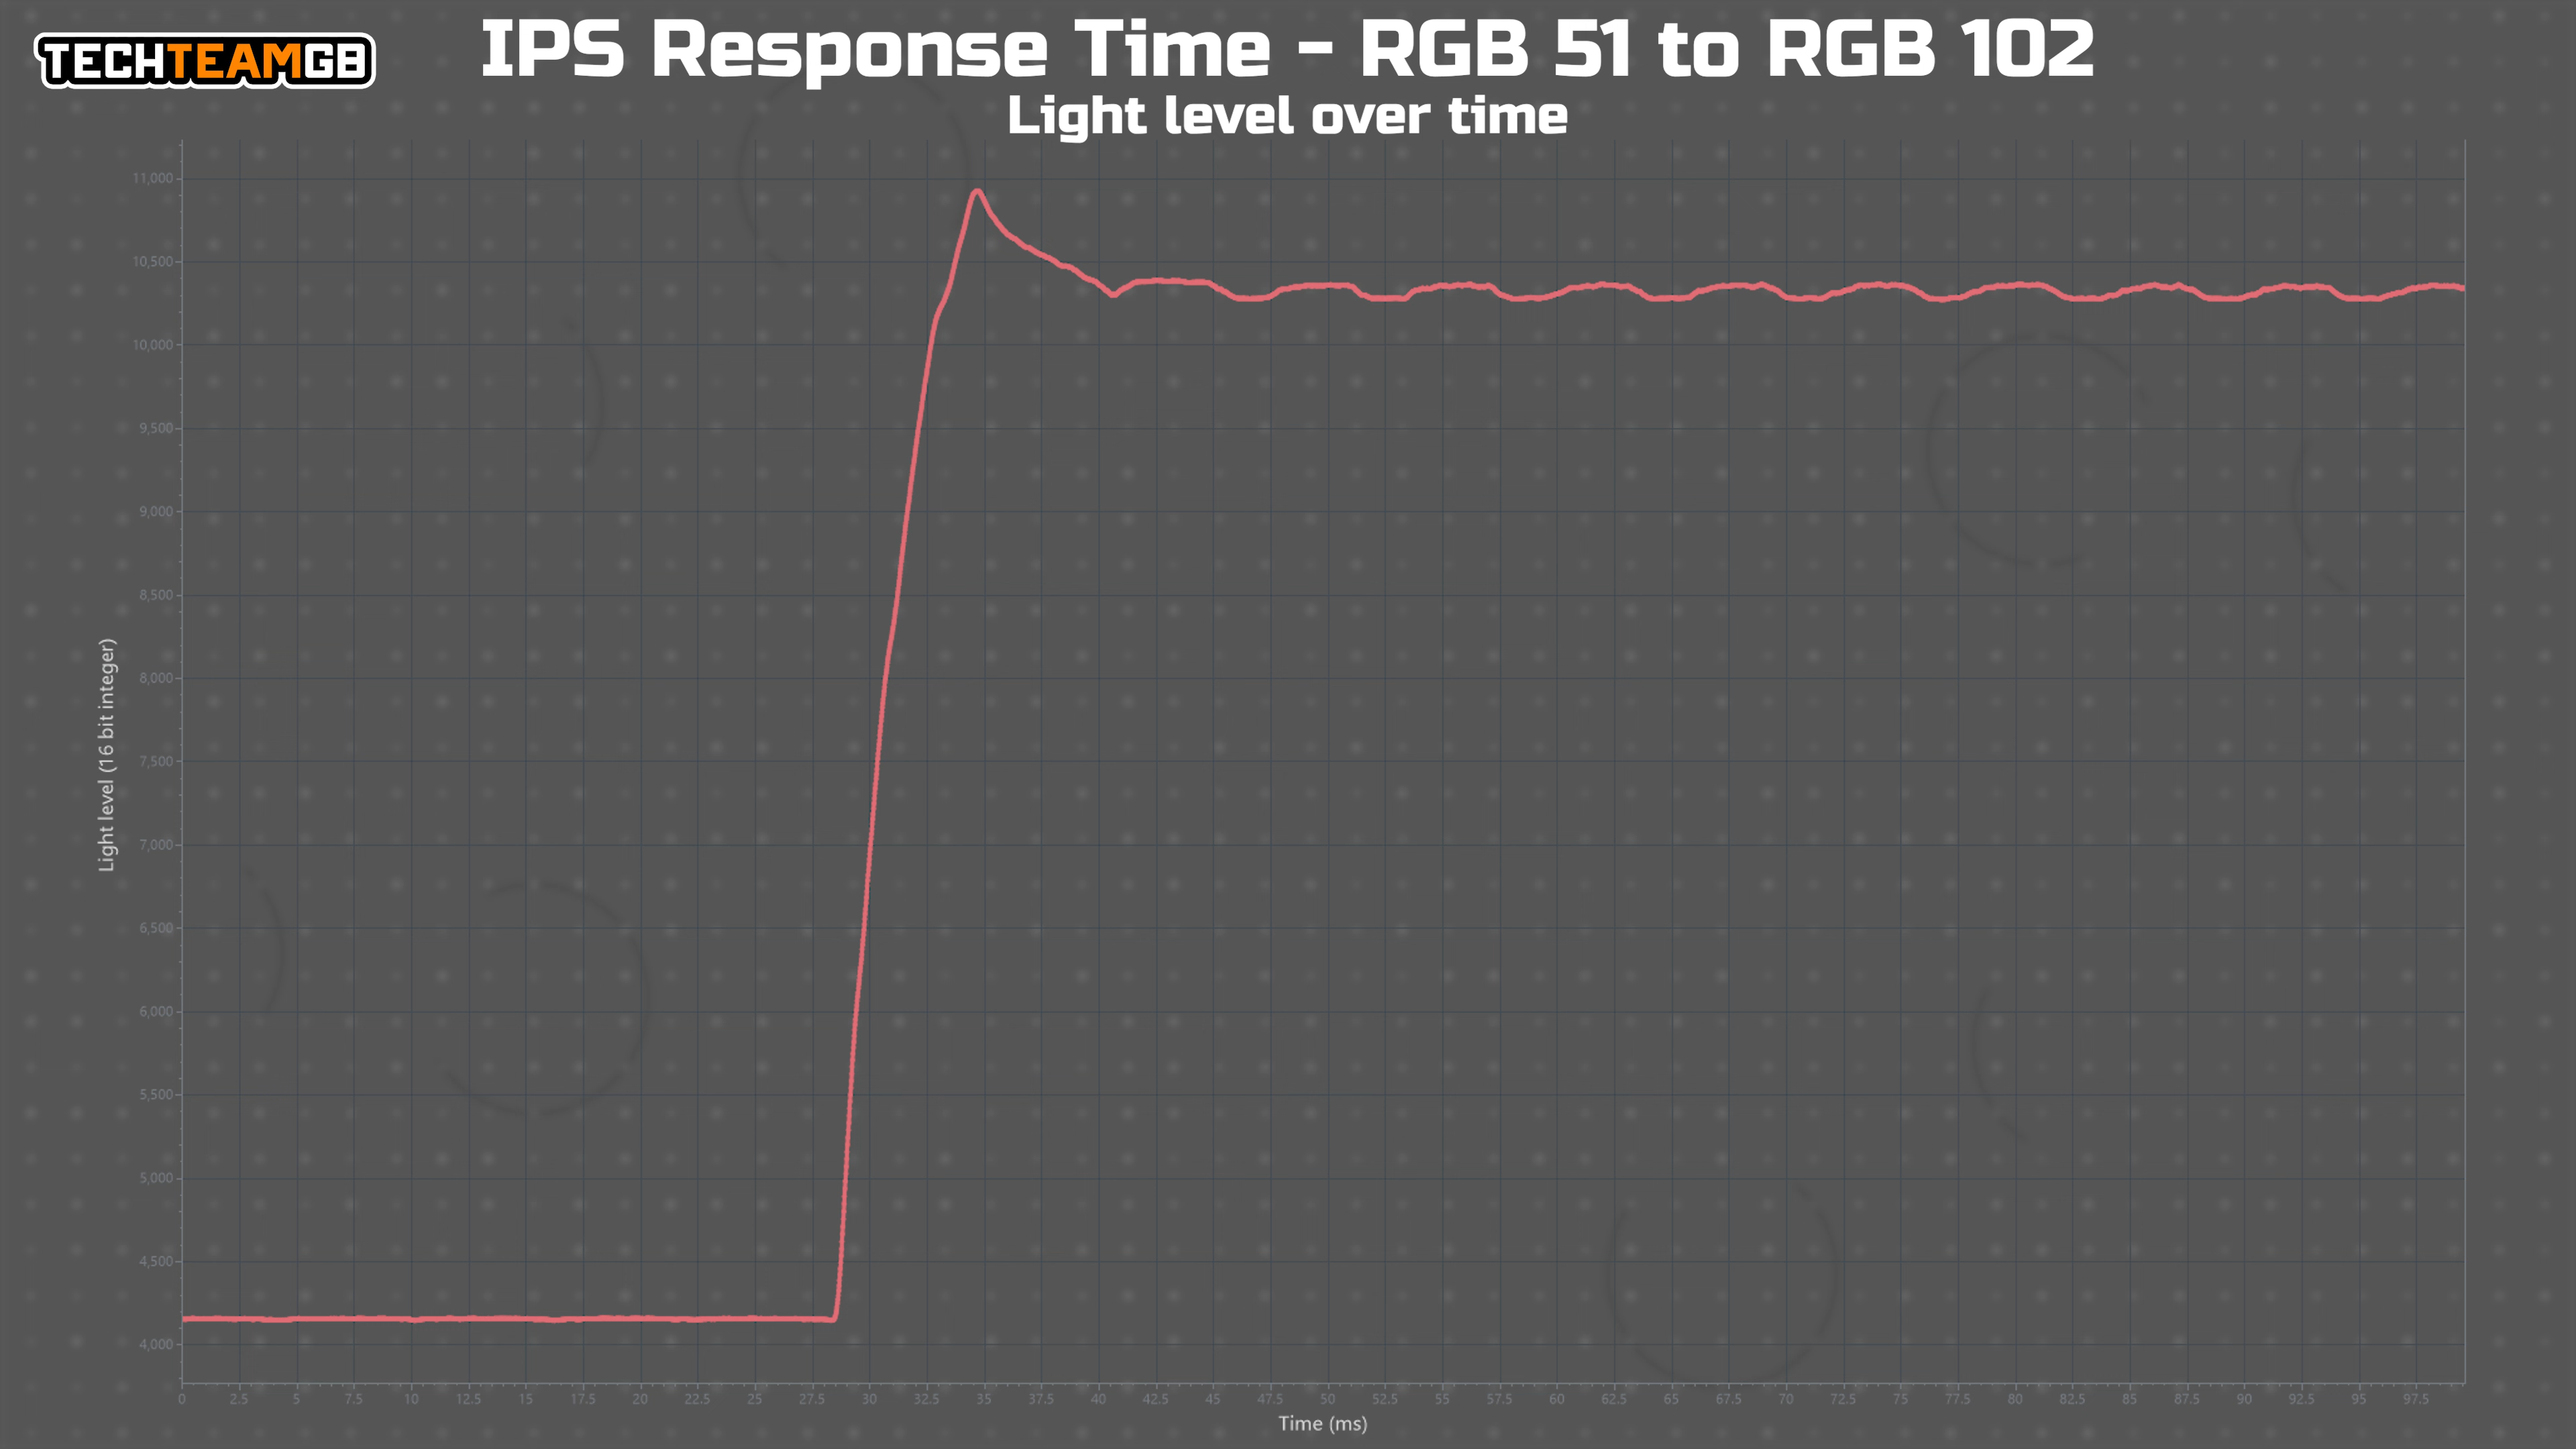 TECHTEAMGB
IPS Response Time - RGB 51 to RGB 102
Light level over time
11,000
10,500
10,000
9,500
9,000
8,500
8,000
7,500
7,000
6,500
6,000
5,500
5,000
4,500
4,000
Light level (16 bit integer)
0 2.5 5 7.5 10 12.5 15 17.5 20 22.5 25 27.5 30 32.5 35 37.5 40 42.5 45 47.5 50 52.5 55 57.5 60 62.5 65 67.5 70 72.5 75 77.5 80 82.5 85 87.5 90 92.5 95 97.5
Time (ms)